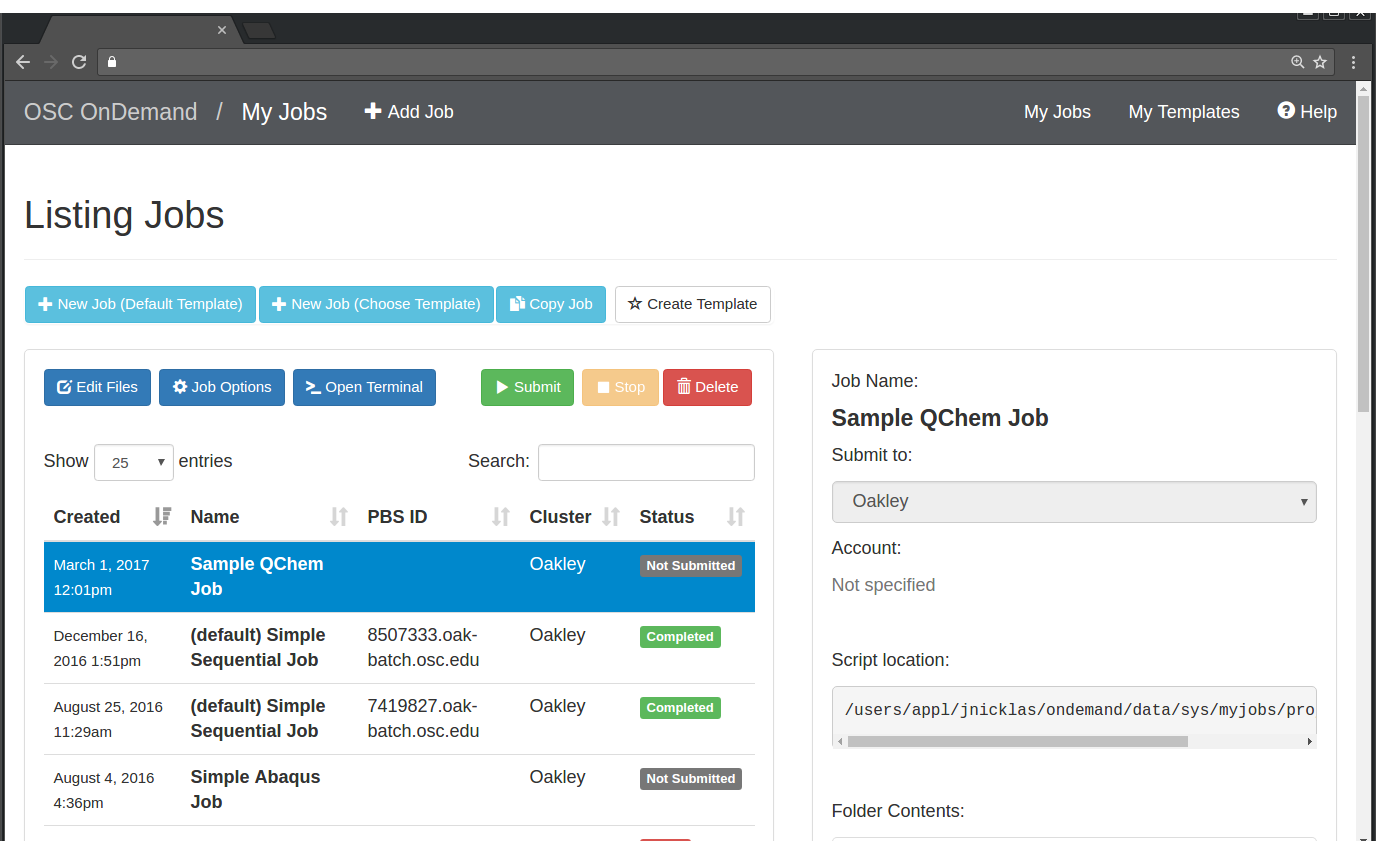 OSC OnDemand / My Jobs Add Job My Jobs My Templates Help
Listing Jobs
New Job (Default Template) New Job (Choose Template) Copy Job Create Template
Edit Files Job Options Open Terminal Submit Stop Delete
Show 25 entries Search:
Created Name PBS ID Cluster Status
March 1, 2017 Sample QChem Oakley Not Submitted
12:01pm Job
December 16, (default) Simple 8507333.oak- Oakley Completed
2016 1:51pm Sequential Job batch.osc.edu
August 25, 2016 (default) Simple 7419827.oak- Oakley Completed
11:29am Sequential Job batch.osc.edu
August 4, 2016 Simple Abaqus Oakley Not Submitted
4:36pm Job
Job Name:
Sample QChem Job
Submit to:
Oakley
Account:
Not specified
Script location:
/users/appl/jnicklas/ondemand/data/sys/myjobs/pro
Folder Contents: